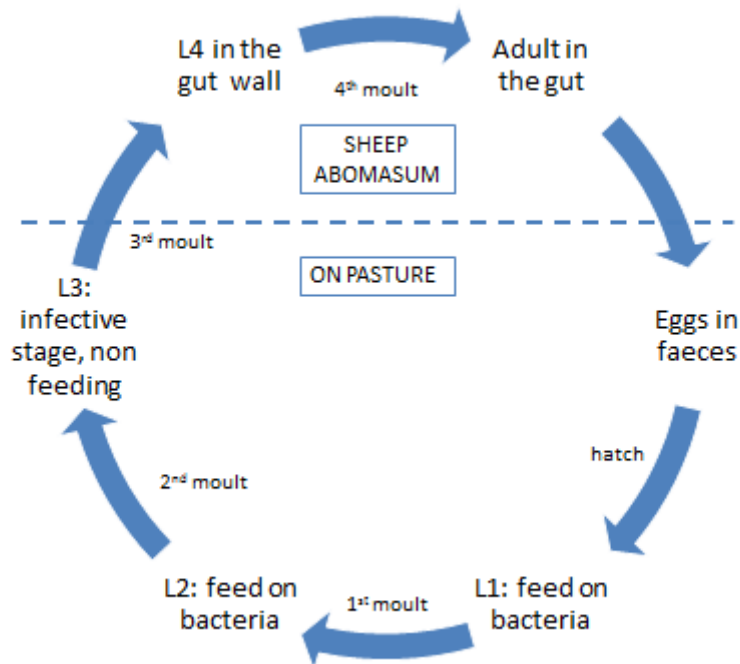 L4 in the
gut wall
4th moult
Adult in
the gut
SHEEP
ABOMASUM
3rd moult
ON PASTURE
L3:
infective
stage, non
feeding
Eggs in
faeces
hatch
2nd moult
L2: feed on
bacteria
1st moult
L1: feed on
bacteria